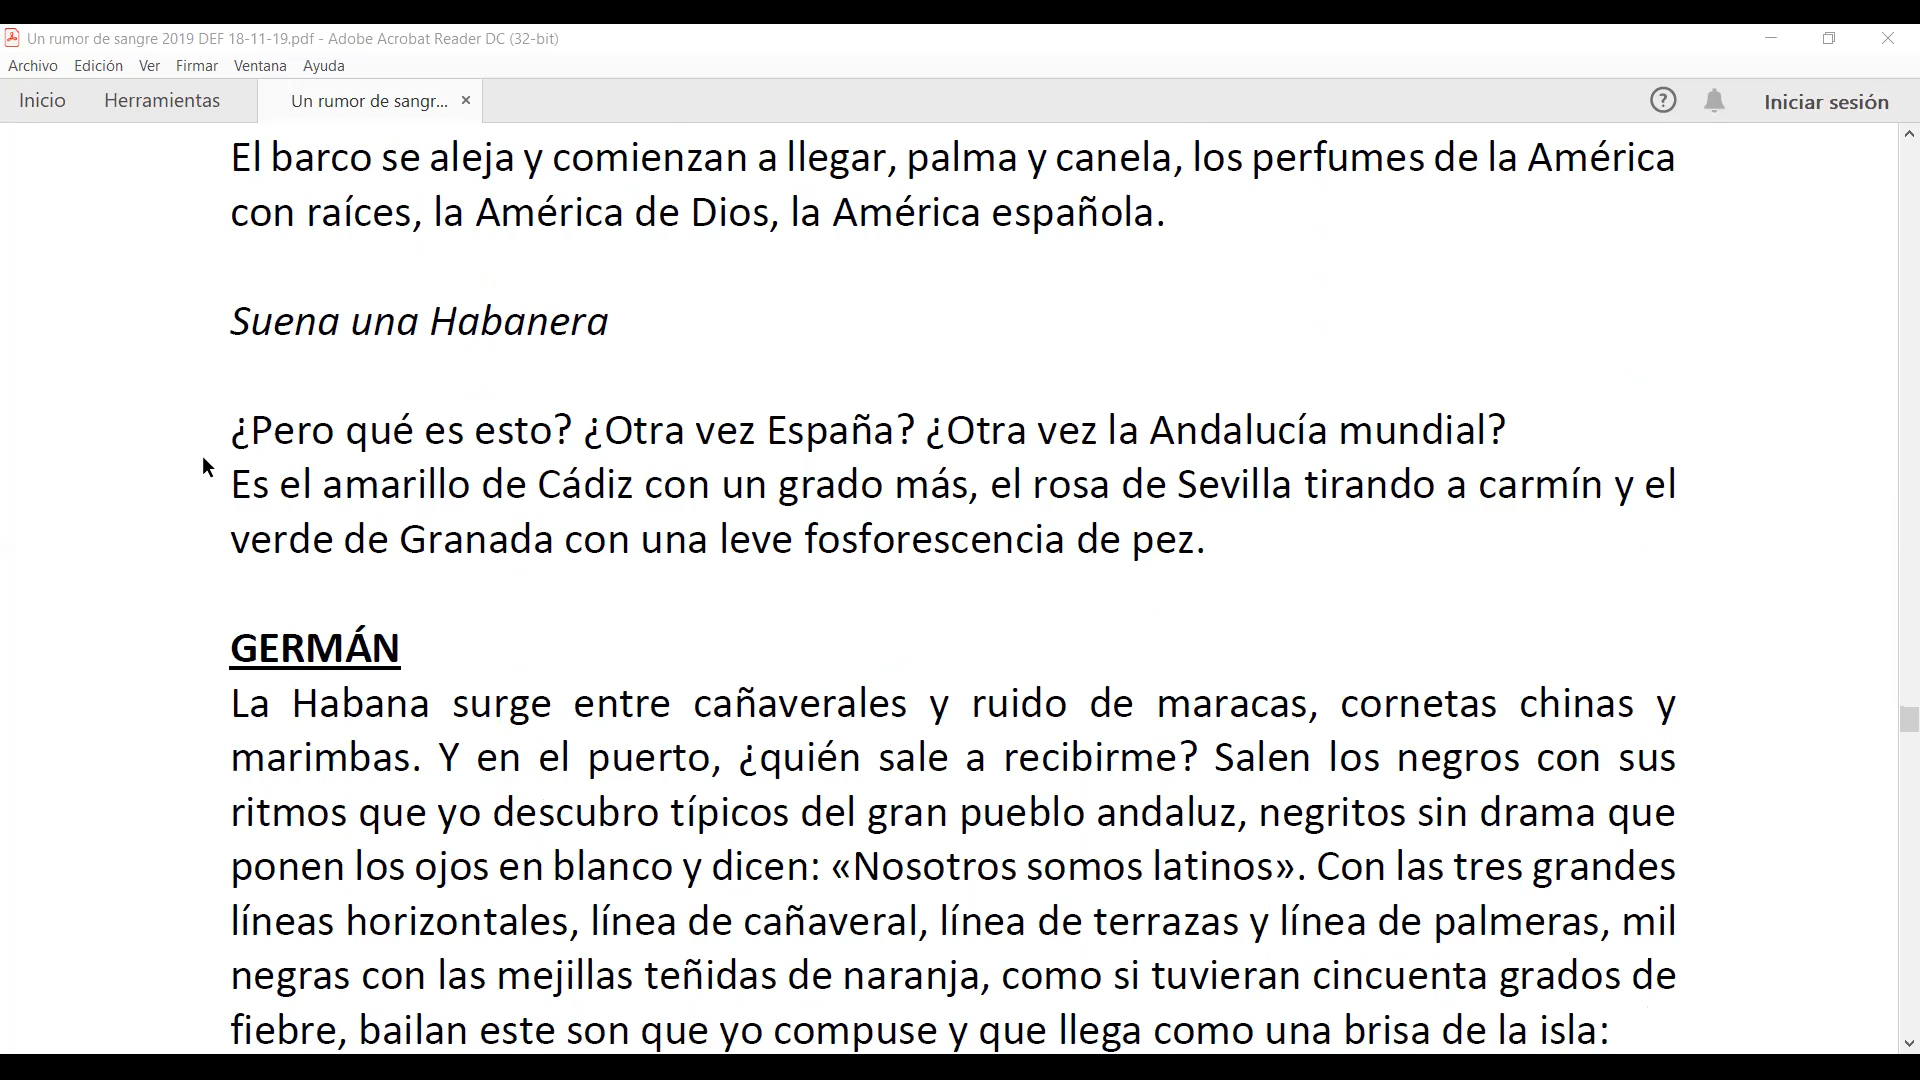 Un rumor de sangre 2019 DEF 18-11-19.pdf - Adobe Acrobat Reader DC (32-bit)
Archivo Edición Ver Firmar Ventana Ayuda
Inicio Herramientas Un rumor de sangr... × ? Iniciar sesión
El barco se aleja y comienzan a llegar, palma y canela, los perfumes de la América
con raíces, la América de Dios, la América española.
Suena una Habanera
¿Pero qué es esto? ¿Otra vez España? ¿Otra vez la Andalucía mundial?
Es el amarillo de Cádiz con un grado más, el rosa de Sevilla tirando a carmín y el
verde de Granada con una leve fosforescencia de pez.
GERMÁN
La Habana surge entre cañaverales y ruido de maracas, cornetas chinas y
marimbas. Y en el puerto, ¿quién sale a recibirme? Salen los negros con sus
ritmos que yo descubro típicos del gran pueblo andaluz, negritos sin drama que
ponen los ojos en blanco y dicen: «Nosotros somos latinos». Con las tres grandes
líneas horizontales, línea de cañaveral, línea de terrazas y línea de palmeras, mil
negras con las mejillas teñidas de naranja, como si tuvieran cincuenta grados de
fiebre, bailan este son que yo compuse y que llega como una brisa de la isla: